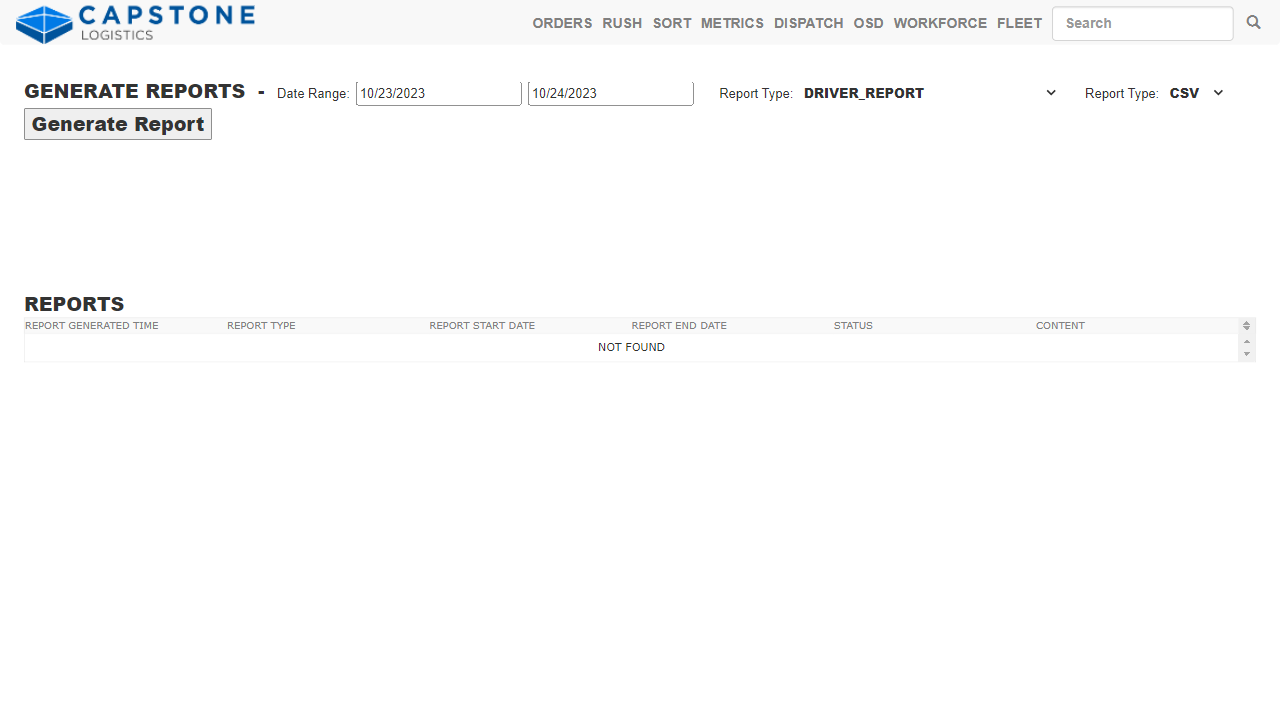 CAPSTONE
LOGISTICS
ORDERS RUSH SORT METRICS DISPATCH OSD WORKFORCE FLEET Search
GENERATE REPORTS - Date Range: 10/23/2023 10/24/2023 Report Type: DRIVER_REPORT Report Type: CSV
Generate Report
REPORTS
REPORT GENERATED TIME REPORT TYPE REPORT START DATE REPORT END DATE STATUS CONTENT
NOT FOUND